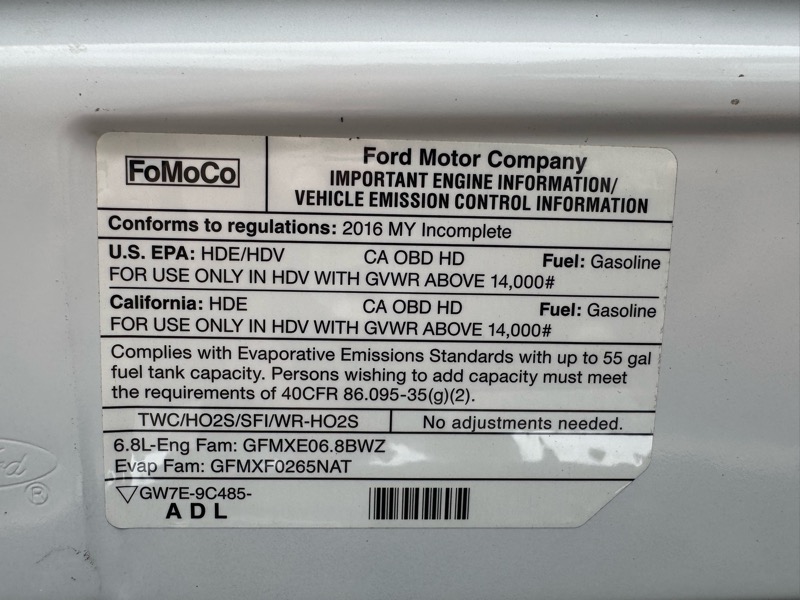 FoMoCo
Ford Motor Company
IMPORTANT ENGINE INFORMATION/
VEHICLE EMISSION CONTROL INFORMATION
Conforms to regulations: 2016 MY Incomplete
U.S. EPA: HDE/HDV CA OBD HD Fuel: Gasoline
FOR USE ONLY IN HDV WITH GVWR ABOVE 14,000#
California: HDE CA OBD HD Fuel: Gasoline
FOR USE ONLY IN HDV WITH GVWR ABOVE 14,000#
Complies with Evaporative Emissions Standards with up to 55 gal
fuel tank capacity. Persons wishing to add capacity must meet
the requirements of 40CFR 86.095-35(g)(2).
TWC/HO2S/SFI/WR-HO2S No adjustments needed.
6.8L-Eng Fam: GFMXE06.8BWZ
Evap Fam: GFMXF0265NAT
GW7E-9C485-
A D L
®